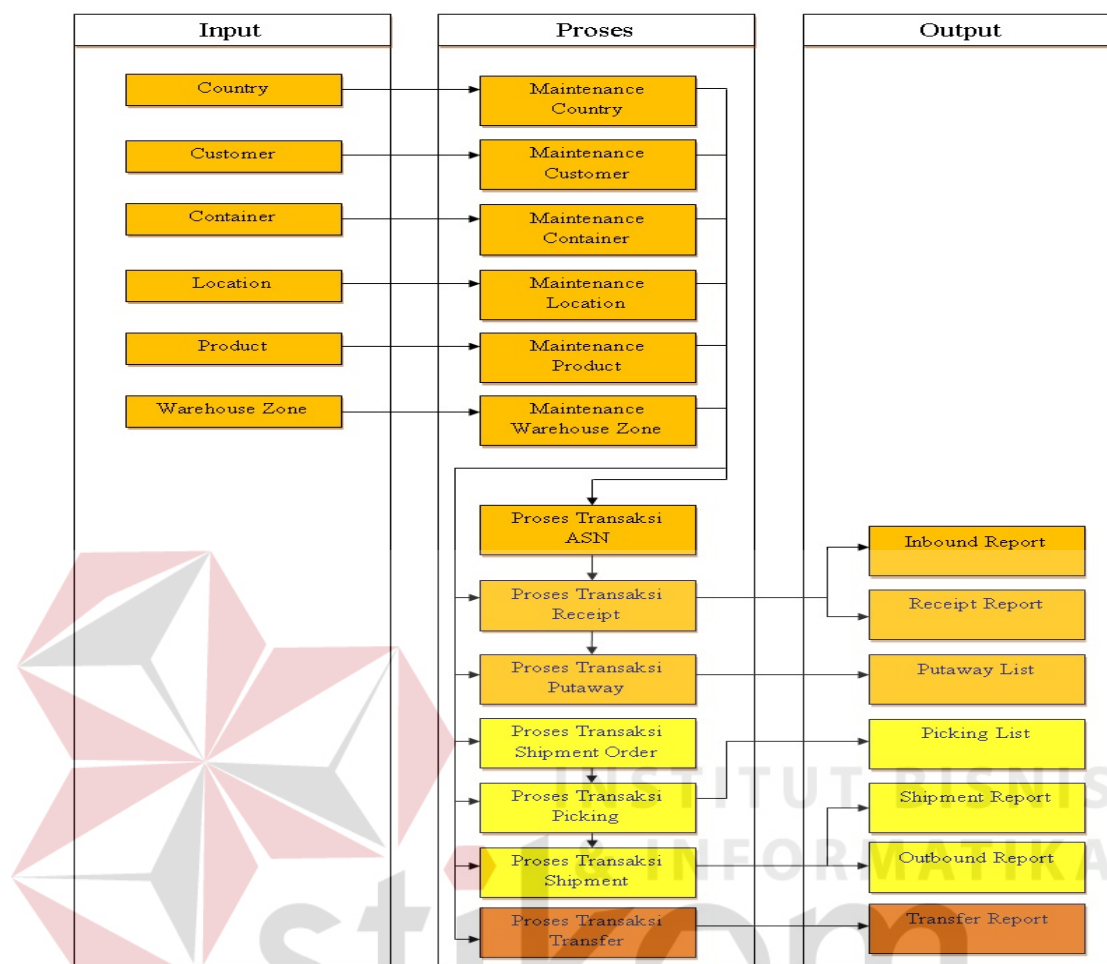 Input
Proses
Output
Country
Maintenance
Country
Customer
Maintenance
Customer
Container
Maintenance
Container
Location
Maintenance
Location
Product
Maintenance
Product
Warehouse Zone
Maintenance
Warehouse Zone
Proses Transaksi
ASN
Inbound Report
Proses Transaksi
Receipt
Receipt Report
Proses Transaksi
Putaway
Putaway List
Proses Transaksi
Shipment Order
Picking List
Proses Transaksi
Picking
Shipment Report
Proses Transaksi
Shipment
Outbound Report
Proses Transaksi
Transfer
Transfer Report
INSTITUT BISNIS
& INFORMATIKA
stikom